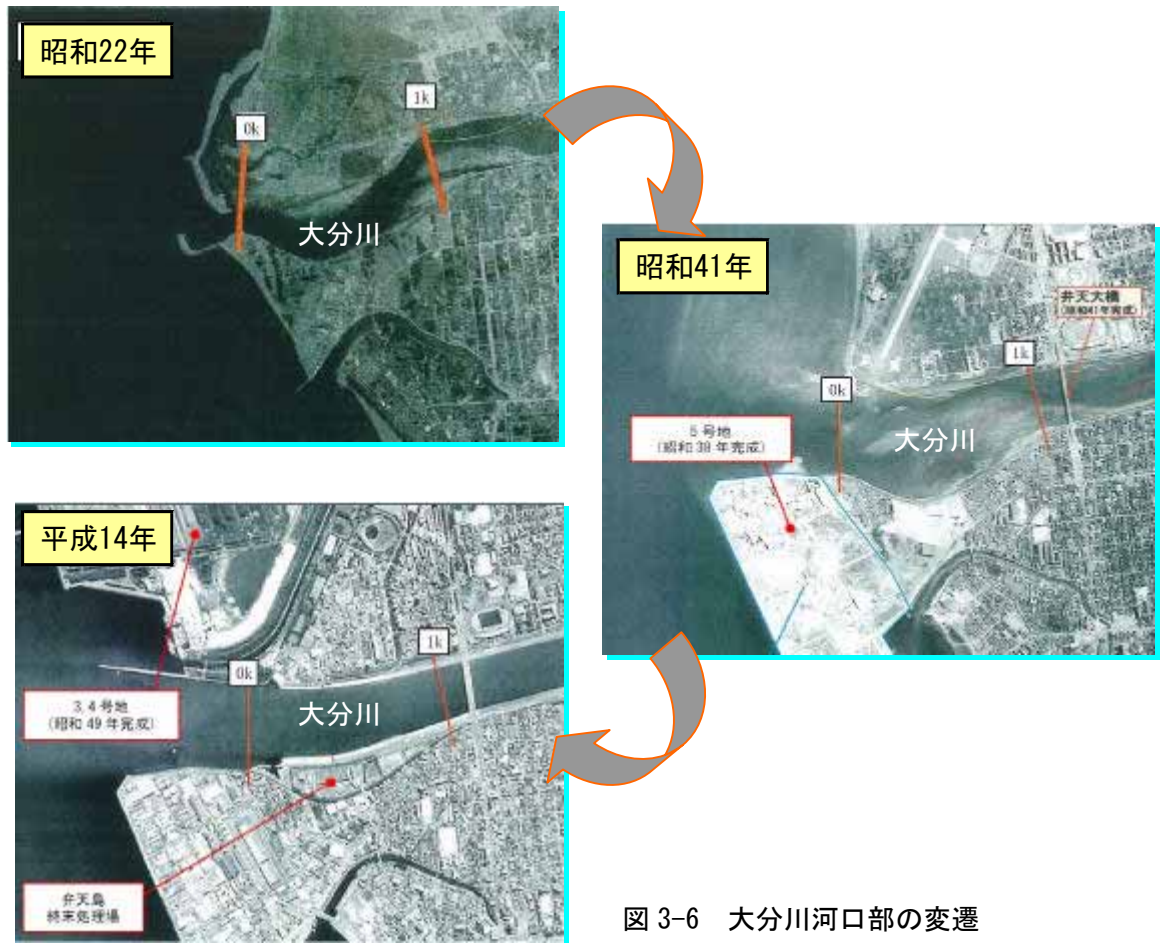 昭和22年
0k
1k
大分川
昭和41年
弁天大橋
(昭和41年完成)
1k
0k
5号地
(昭和38年完成)
大分川
平成14年
1k
0k
3,4号地
(昭和49年完成)
大分川
弁天島
終末処理場
図 3-6 大分川河口部の変遷